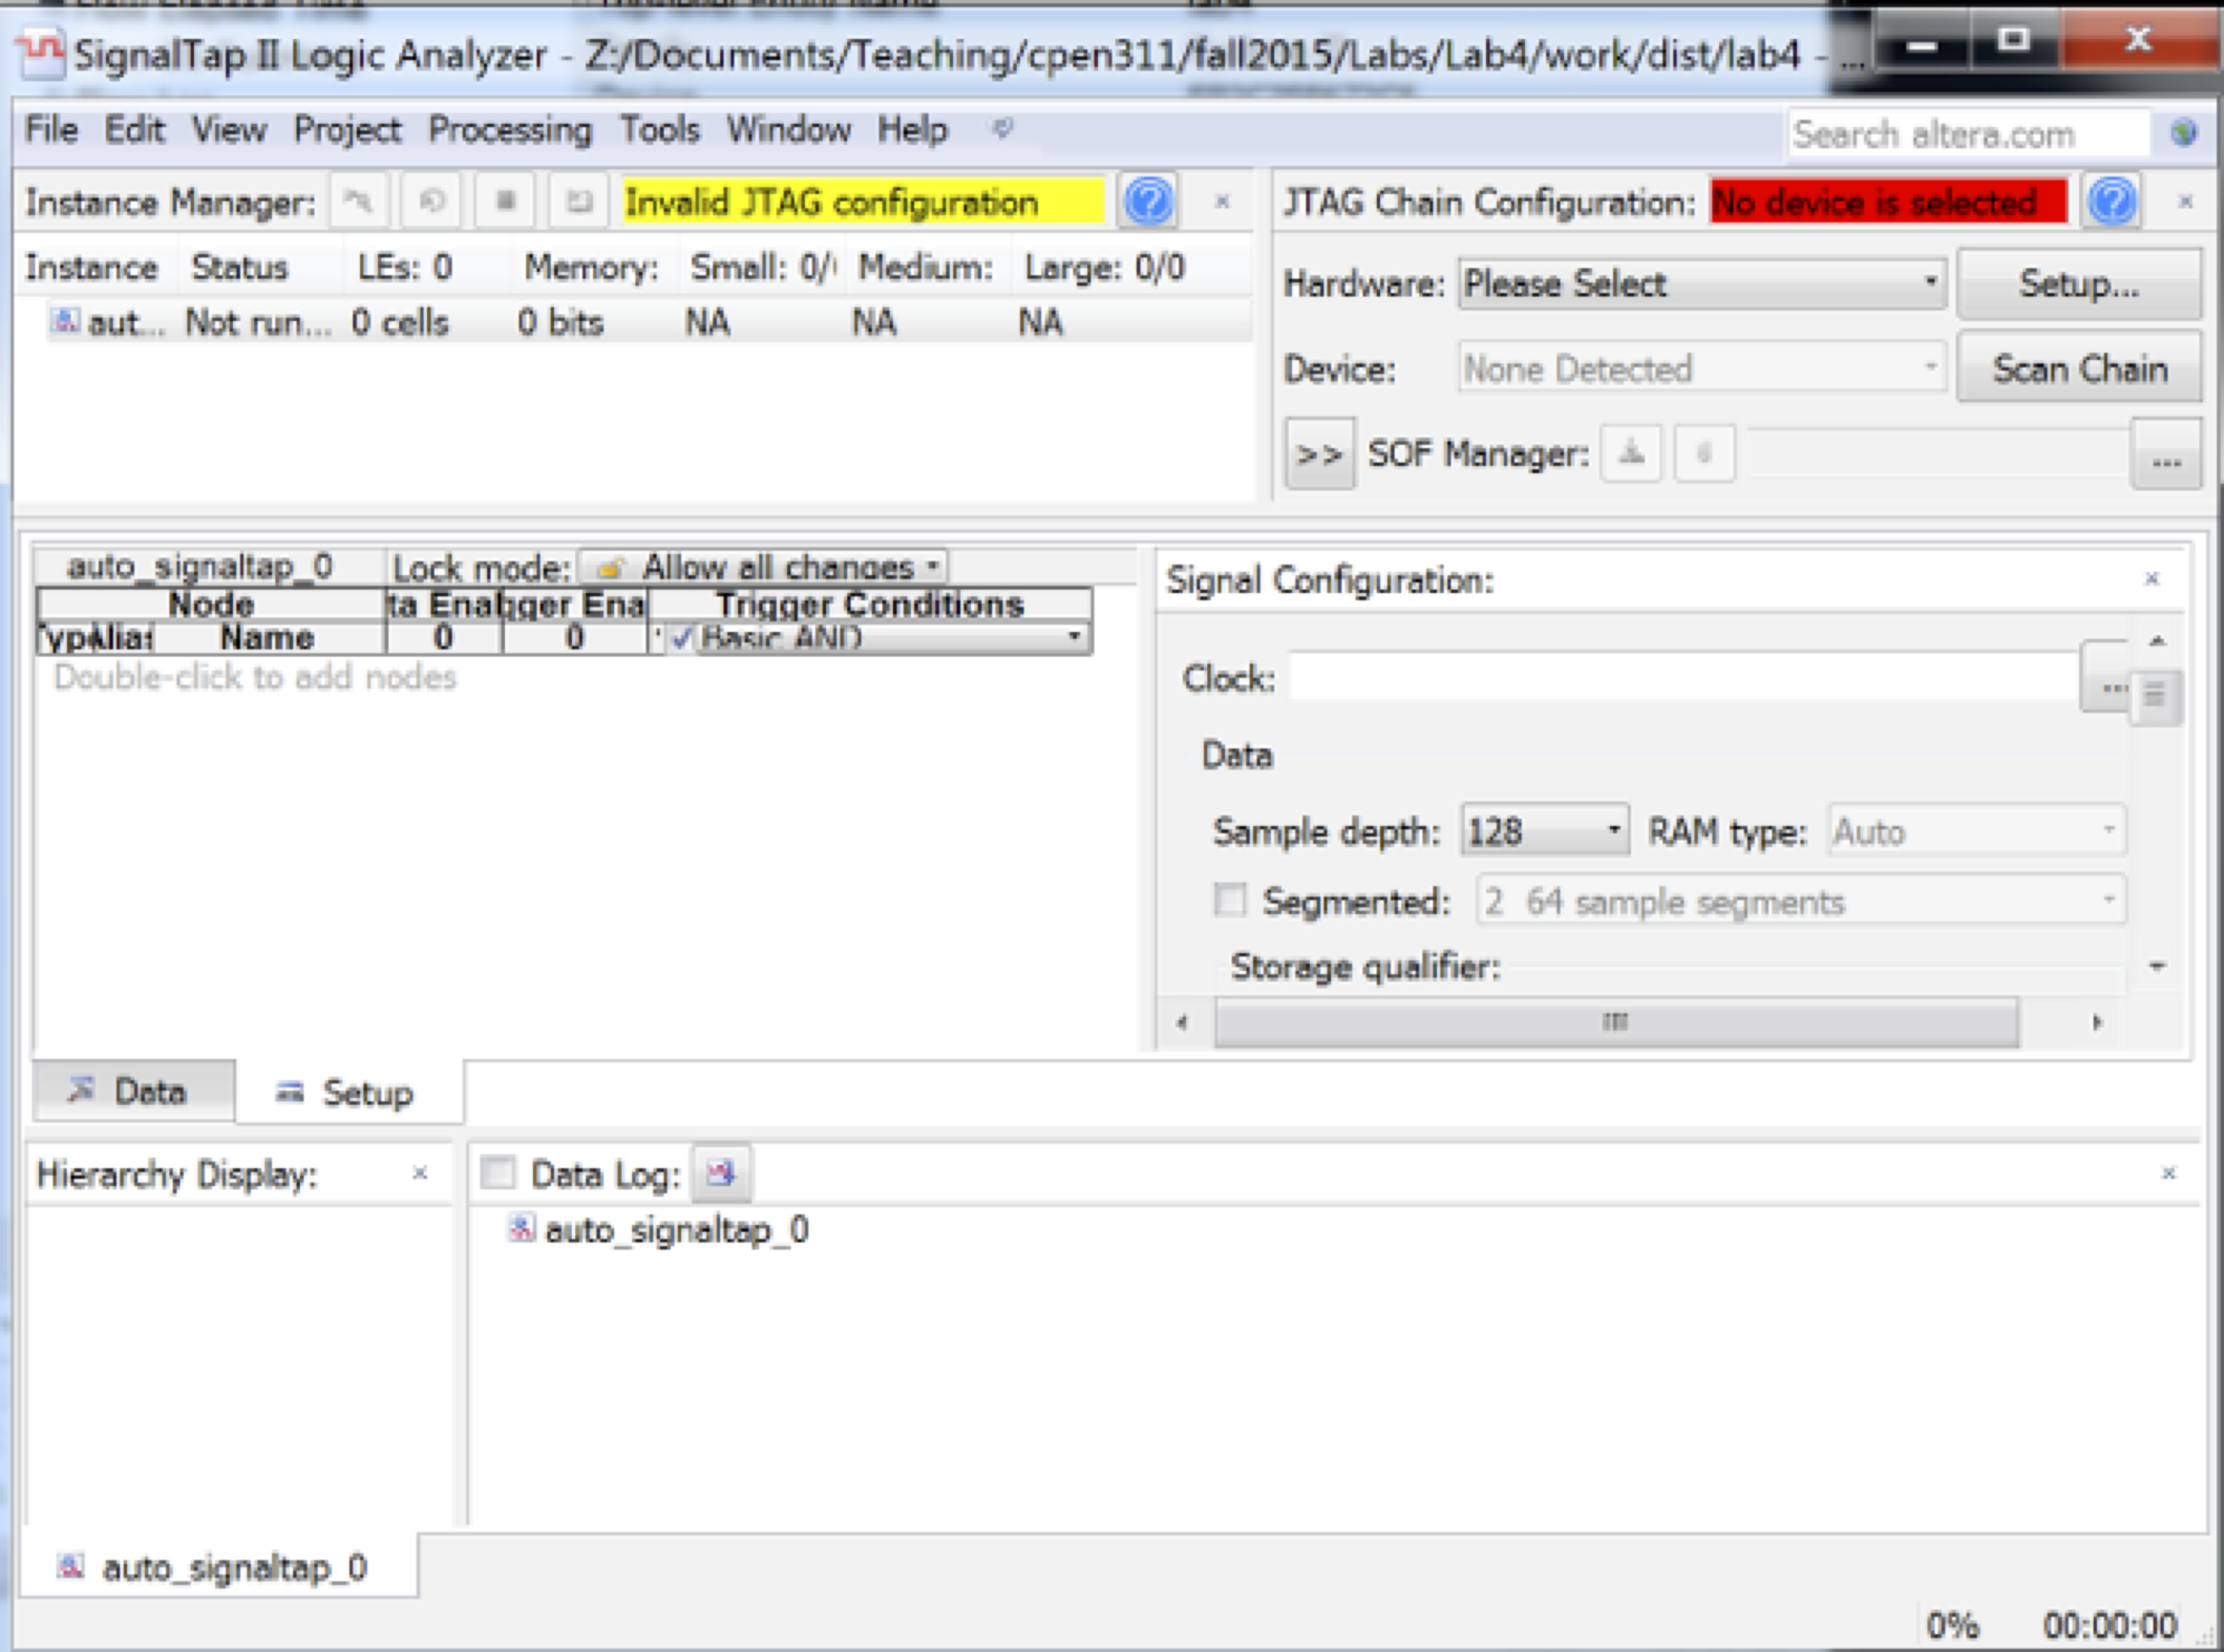 SignalTap II Logic Analyzer - Z:/Documents/Teaching/cpen311/fall2015/Labs/Lab4/work/dist/lab4 - ...
File Edit View Project Processing Tools Window Help
Search altera.com
Instance Manager: Invalid JTAG configuration
Instance Status LEs: 0 Memory: Small: 0/ Medium: Large: 0/0
aut... Not run... 0 cells 0 bits NA NA NA
JTAG Chain Configuration: No device is selected
Hardware: Please Select Setup...
Device: None Detected Scan Chain
>> SOF Manager: ...
auto_signaltap_0 Lock mode: Allow all changes
Node ta Enal gger Ena Trigger Conditions
Type Alias Name 0 0 Basic AND
Double-click to add nodes
Signal Configuration:
Clock: ...
Data
Sample depth: 128 RAM type: Auto
Segmented: 2 64 sample segments
Storage qualifier:
Data Setup
Hierarchy Display:
Data Log:
auto_signaltap_0
auto_signaltap_0
0% 00:00:00